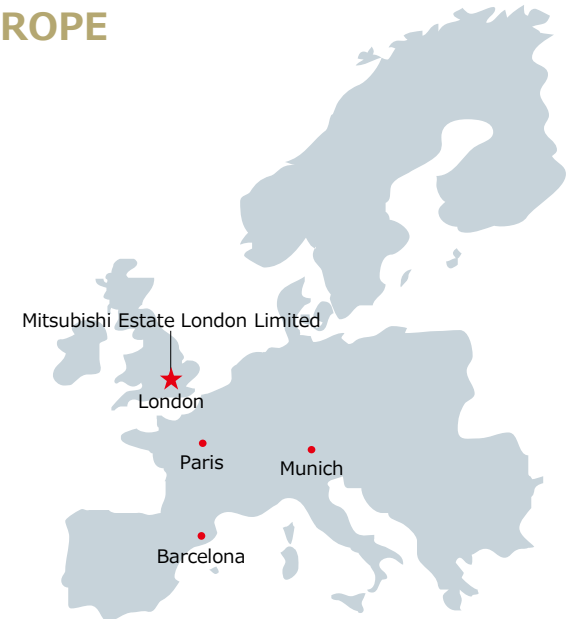 ROPE
Mitsubishi Estate London Limited
London
Paris
Munich
Barcelona